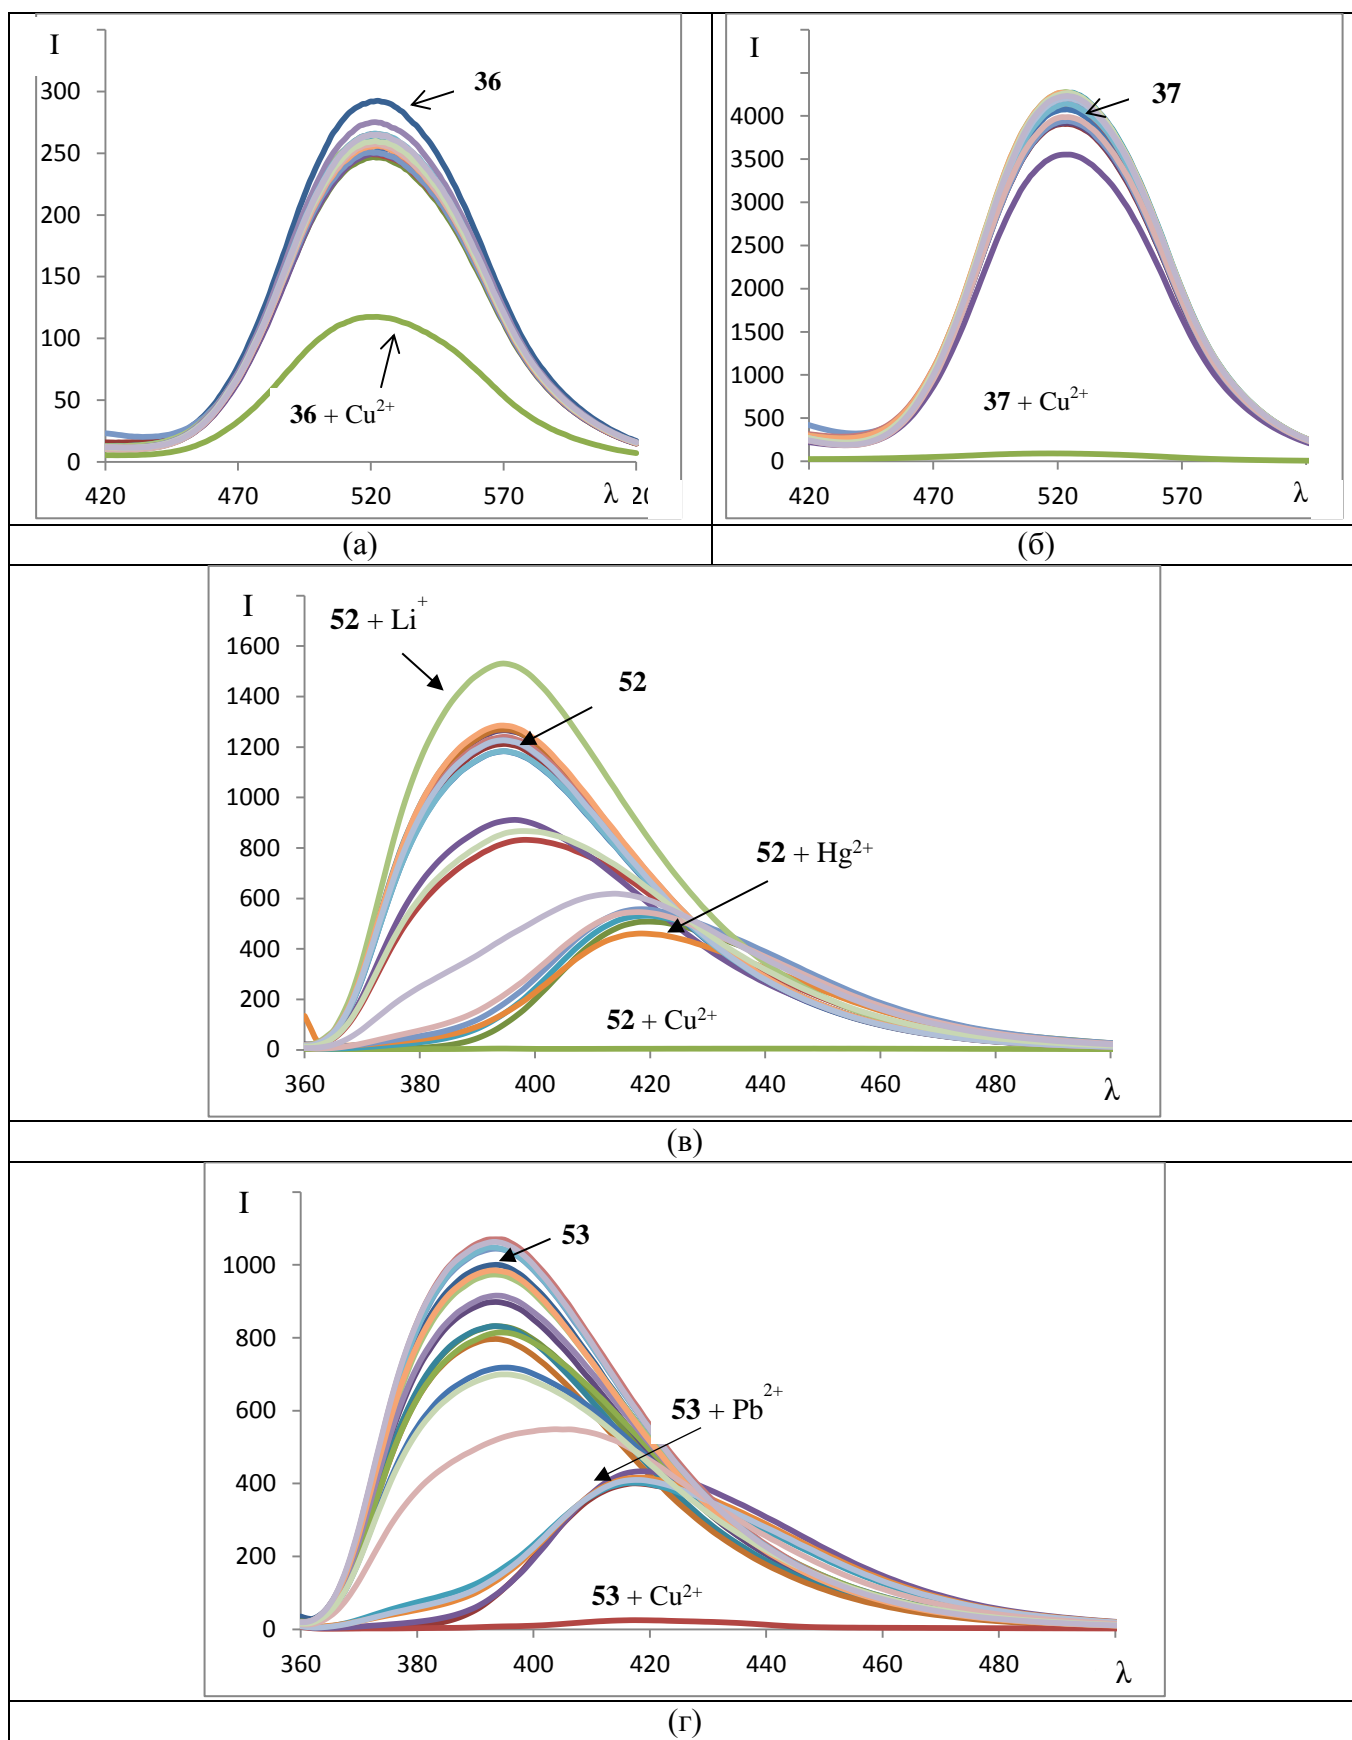 I
36
300
250
200
150
100
50
0
36 + Cu²⁺
420 470 520 570 λ 20
(а)
I
37
4000
3500
3000
2500
2000
1500
1000
500
0
37 + Cu²⁺
420 470 520 570 λ
(б)
I
52 + Li⁺
52
1600
1400
1200
1000
800
600
400
200
0
52 + Hg²⁺
52 + Cu²⁺
360 380 400 420 440 460 480 λ
(в)
I
53
1000
800
600
400
200
0
53 + Pb²⁺
53 + Cu²⁺
360 380 400 420 440 460 480 λ
(г)